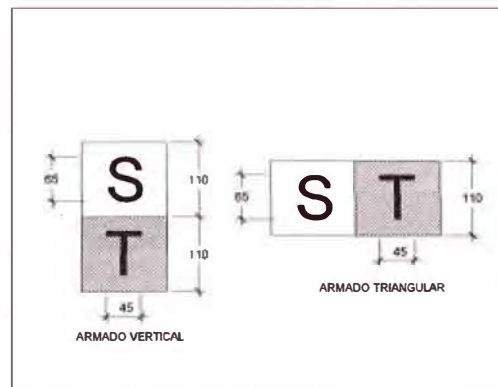 S
T
65
110
110
45
ARMADO VERTICAL
S T
65
110
45
ARMADO TRIANGULAR